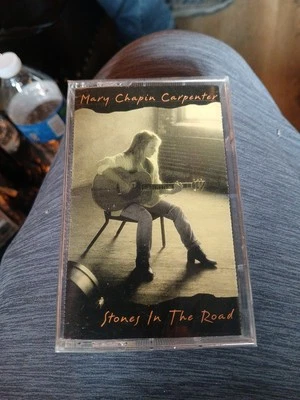 Mary Chapin Carpenter
Stones In The Road